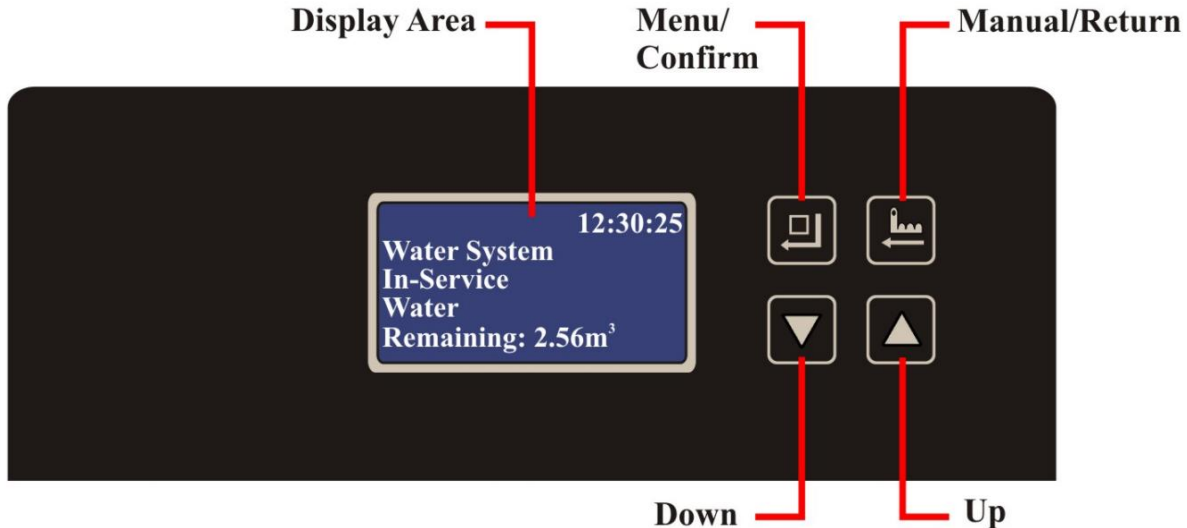 Display Area
Menu/
Confirm
Manual/Return
12:30:25
Water System
In-Service
Water
Remaining: 2.56m³
Down
Up